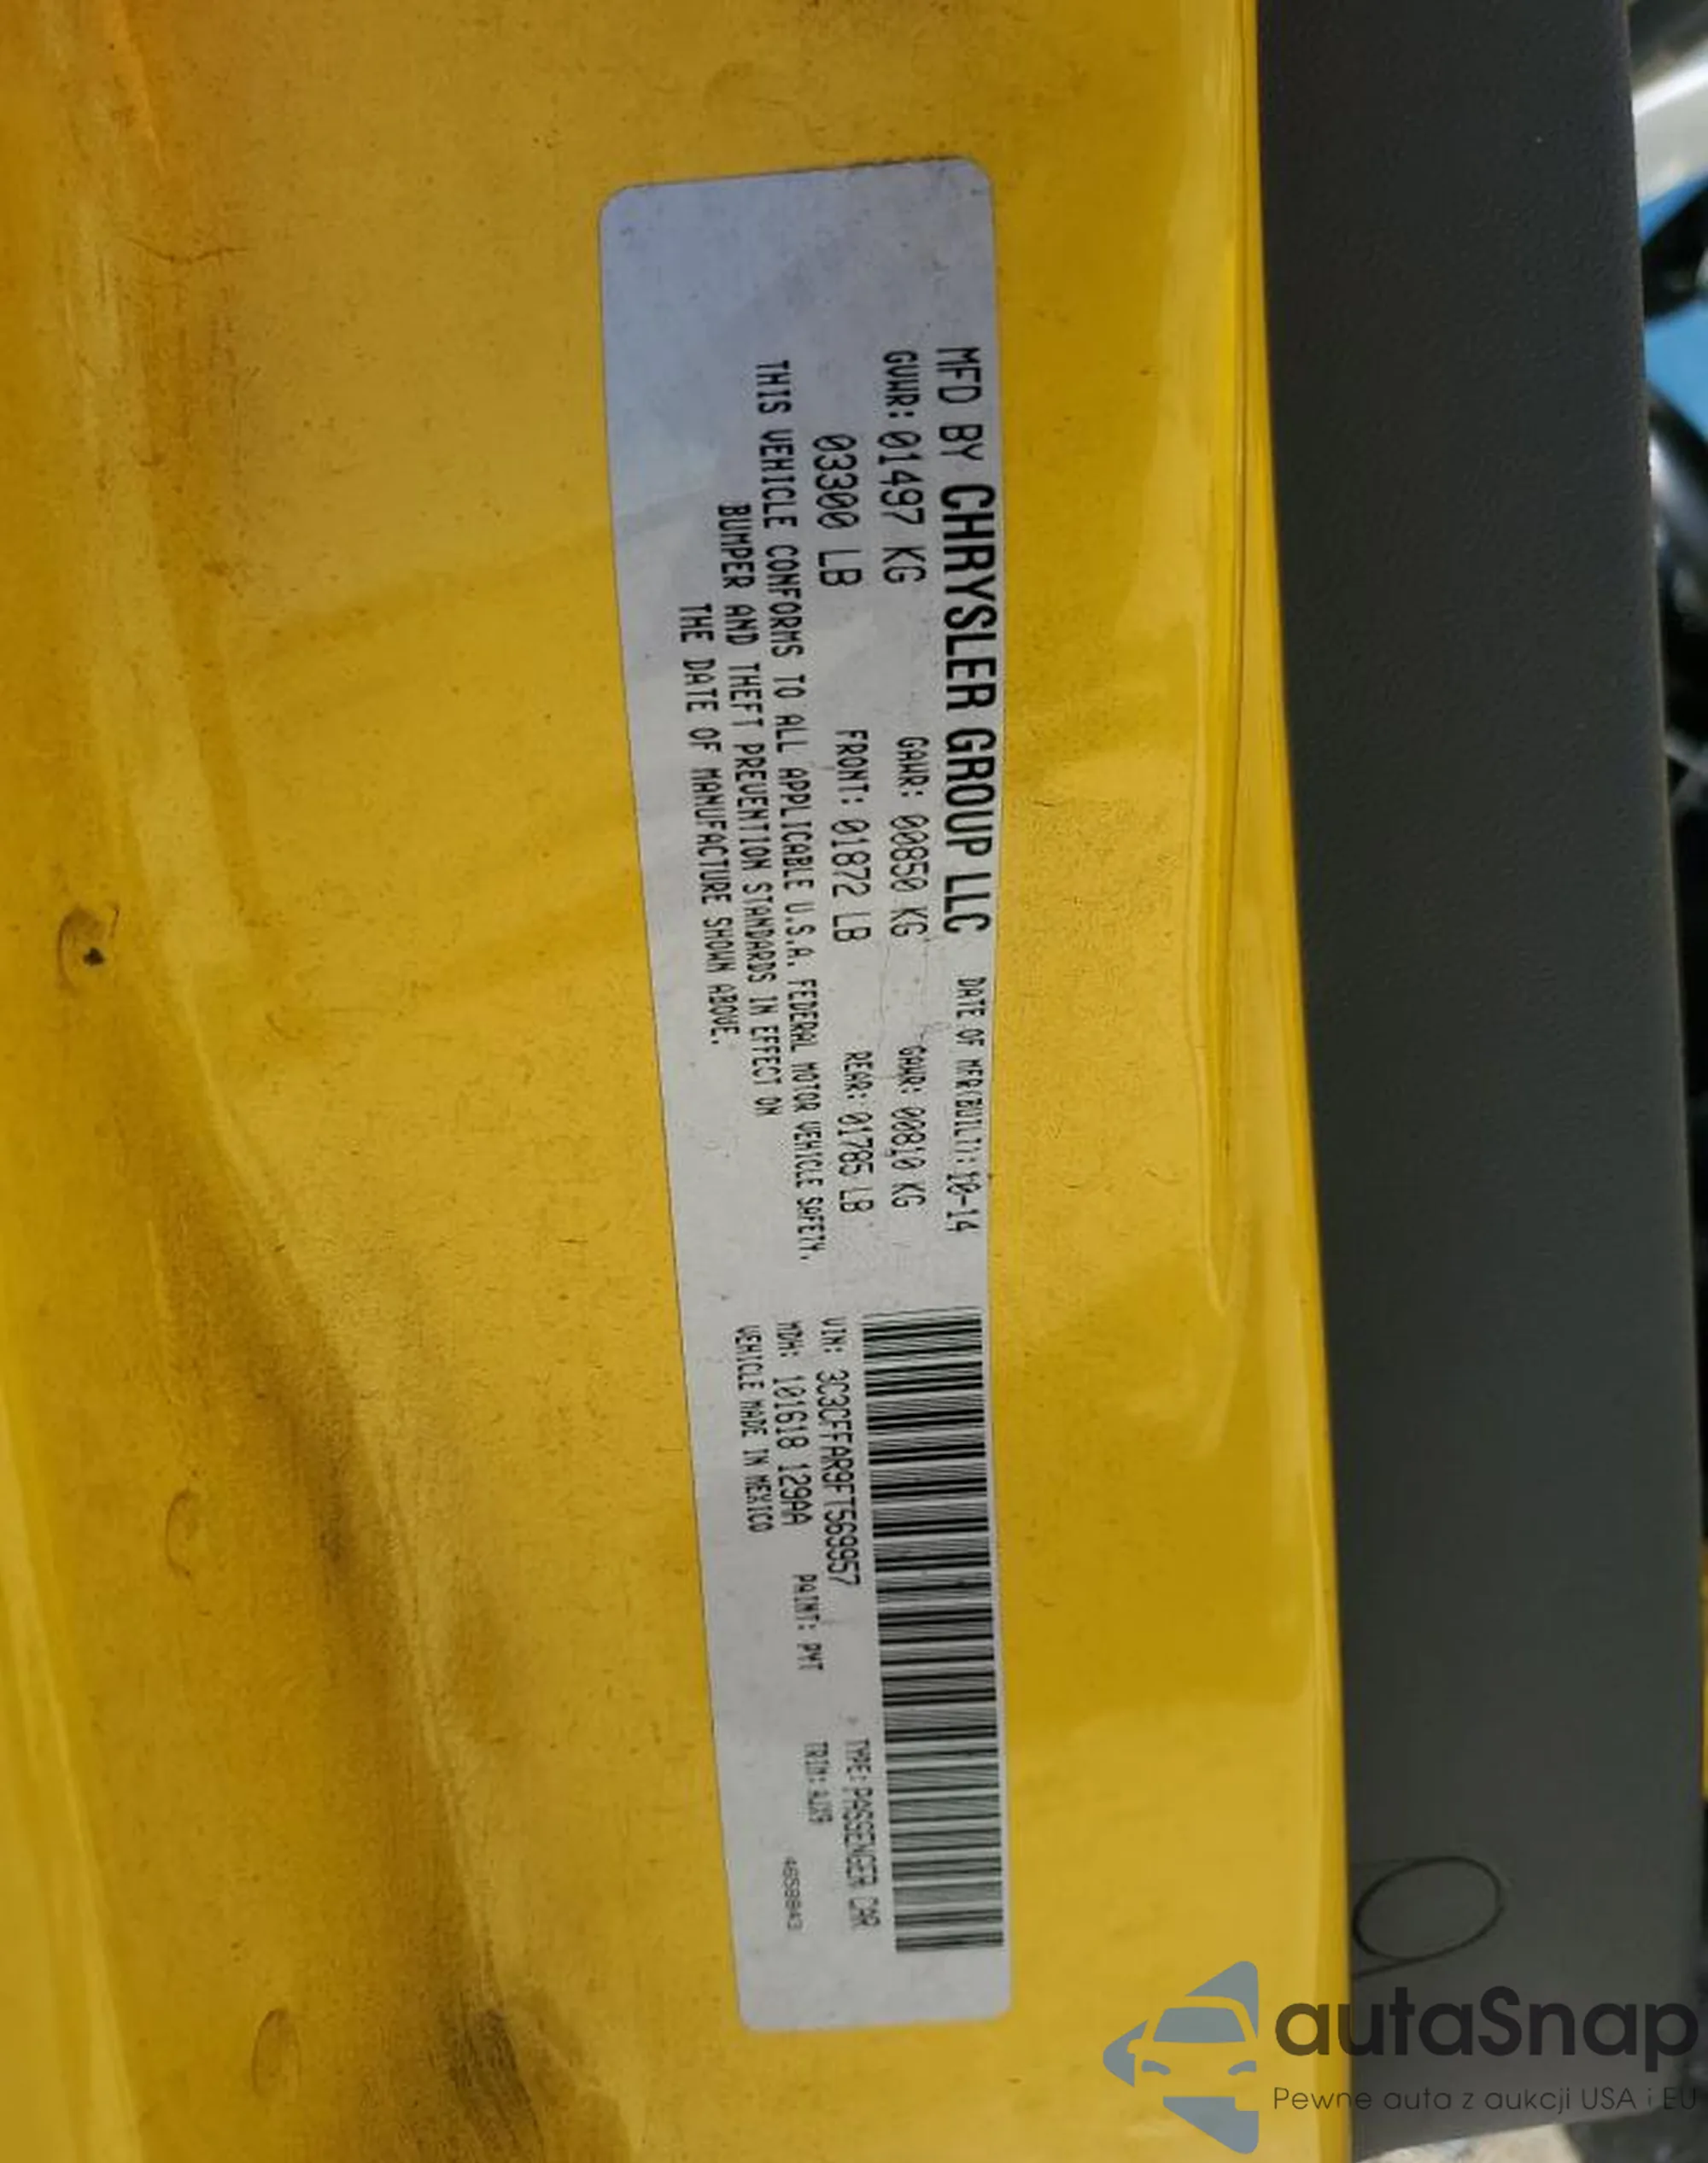 MFD BY CHRYSLER GROUP LLC DATE OF MFR(BUILT): 10-14
GVWR: 01497 KG GAWR: 00850 KG GAWR: 00810 KG
03300 LB FRONT: 01872 LB REAR: 01785 LB
THIS VEHICLE CONFORMS TO ALL APPLICABLE U.S.A. FEDERAL MOTOR VEHICLE SAFETY,
BUMPER AND THEFT PREVENTION STANDARDS IN EFFECT ON
THE DATE OF MANUFACTURE SHOWN ABOVE.
VIN: 3C3CFFAR9FT569957 TYPE: PASSENGER CAR
MDH: 101618 129AA PAINT: PWT TRIM: AJX9
VEHICLE MADE IN MEXICO
autaSnap
Pewne auta z aukcji USA i EU